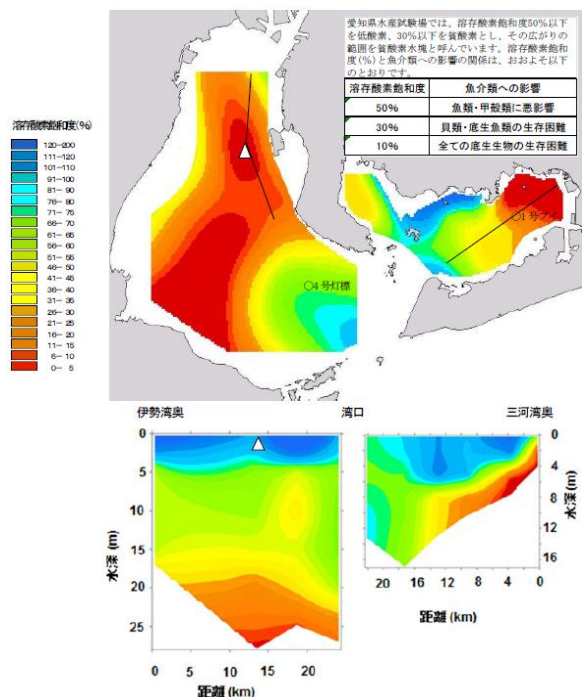 愛知県水産試験場では、溶存酸素飽和度50%以下
を低酸素、30%以下を貧酸素とし、その広がりの
範囲を貧酸素水塊と呼んでいます。溶存酸素飽和
度(%)と魚介類への影響の関係は、おおよそ以下
のとおりです。
溶存酸素飽和度 魚介類への影響
50% 魚類・甲殻類に悪影響
30% 貝類・底生魚類の生存困難
10% 全ての底生生物の生存困難
溶存酸素飽和度(%)
120-200
111-120
101-110
91-100
81- 90
76- 80
71- 75
66- 70
61- 65
56- 60
51- 55
46- 50
41- 45
36- 40
31- 35
26- 30
21- 25
16- 20
11- 15
6- 10
0- 5
○1号ブイ
○4号灯標
伊勢湾奥 湾口 三河湾奥
0
5
10
15
20
25
水深 (m)
0 5 10 15 20
距離 (km)
0
4
8
12
16
水深 (m)
20 16 12 8 4 0
距離 (km)